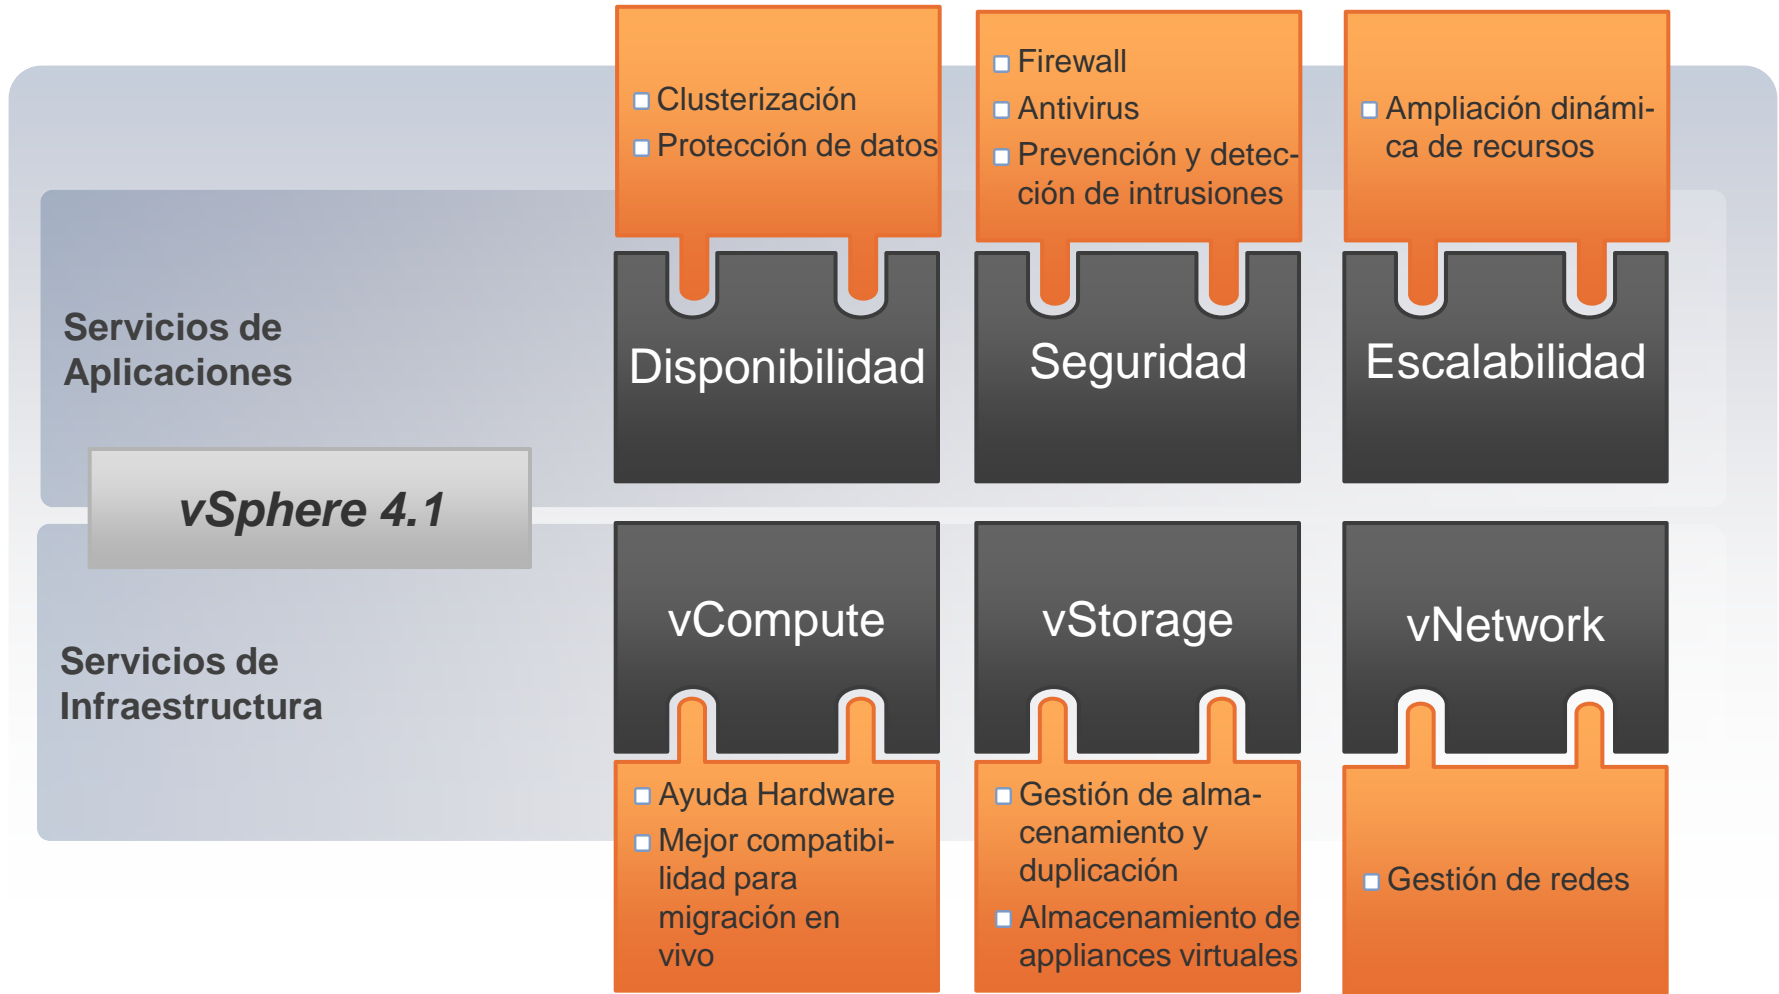 Clusterización
Protección de datos
Firewall
Antivirus
Prevención y detec-
ción de intrusiones
Ampliación dinámi-
ca de recursos
Servicios de
Aplicaciones
Disponibilidad
Seguridad
Escalabilidad
vSphere 4.1
Servicios de
Infraestructura
vCompute
vStorage
vNetwork
Ayuda Hardware
Mejor compatibi-
lidad para
migración en
vivo
Gestión de alma-
cenamiento y
duplicación
Almacenamiento de
appliances virtuales
Gestión de redes